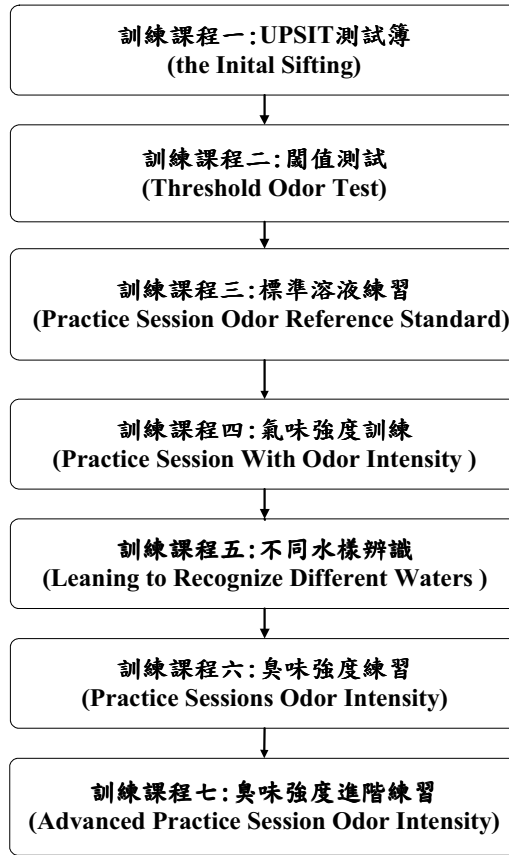 訓練課程一:UPSIT測試簿
(the Inital Sifting)
訓練課程二:閾值測試
(Threshold Odor Test)
訓練課程三:標準溶液練習
(Practice Session Odor Reference Standard)
訓練課程四:氣味強度訓練
(Practice Session With Odor Intensity )
訓練課程五:不同水樣辨識
(Leaning to Recognize Different Waters )
訓練課程六:臭味強度練習
(Practice Sessions Odor Intensity)
訓練課程七:臭味強度進階練習
(Advanced Practice Session Odor Intensity)